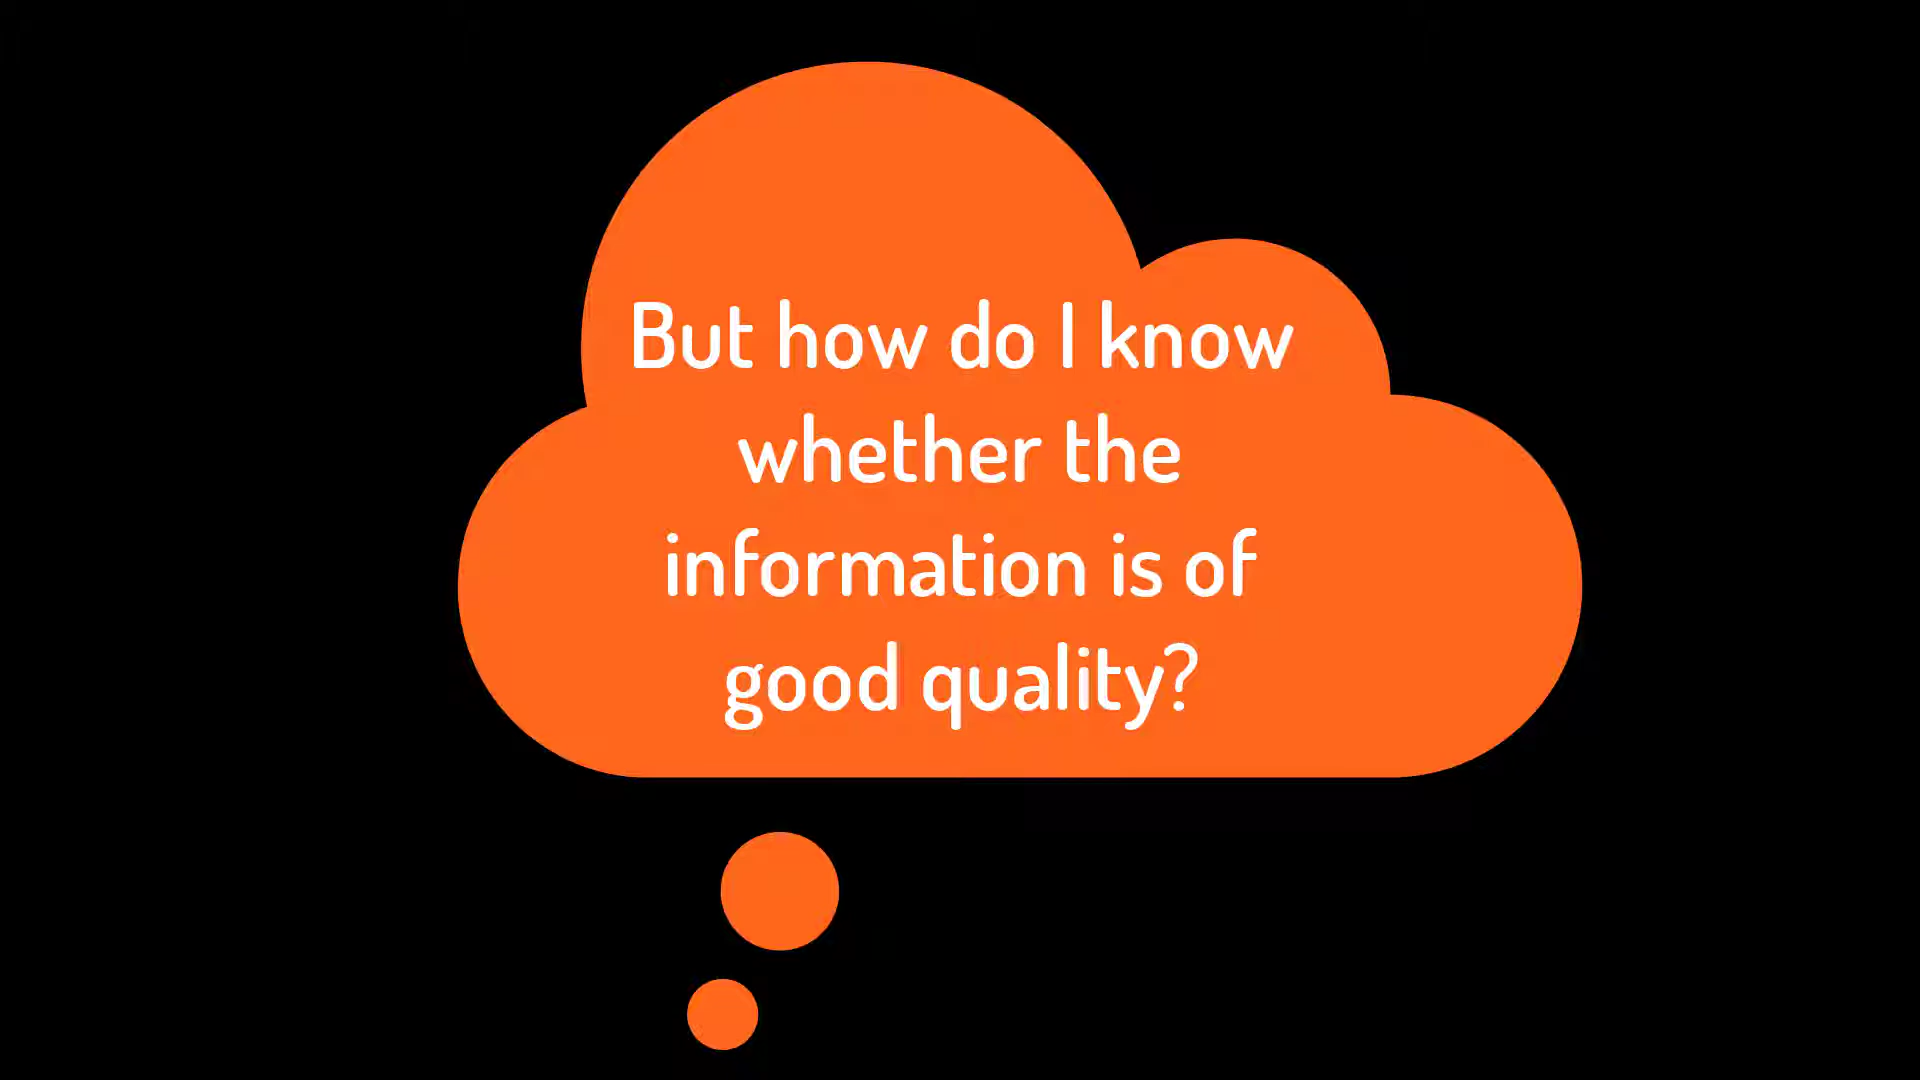 But how do I know
whether the
information is of
good quality?